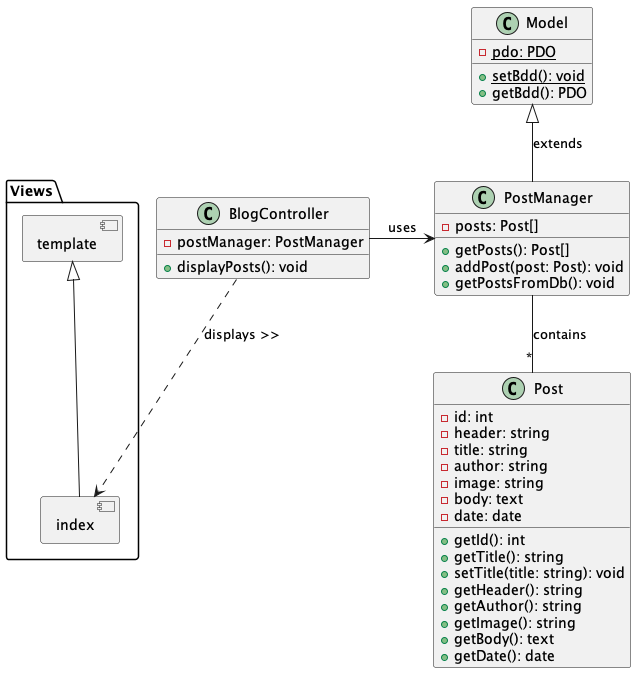 C Model
pdo: PDO
setBdd(): void
getBdd(): PDO
extends
Views
template
index
C BlogController
postManager: PostManager
displayPosts(): void
displays >>
uses
C PostManager
posts: Post[]
getPosts(): Post[]
addPost(post: Post): void
getPostsFromDb(): void
contains
*
C Post
id: int
header: string
title: string
author: string
image: string
body: text
date: date
getId(): int
getTitle(): string
setTitle(title: string): void
getHeader(): string
getAuthor(): string
getImage(): string
getBody(): text
getDate(): date